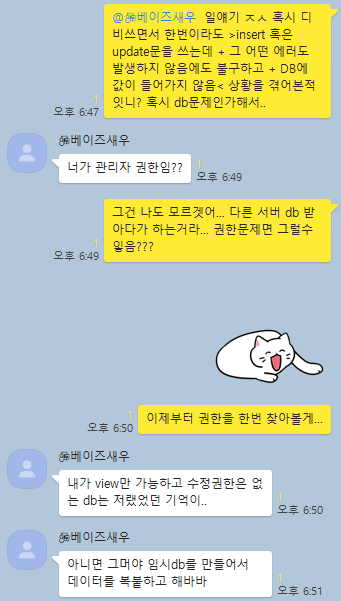 @㉿베이즈새우 일얘기 ㅈㅅ 혹시 디
비쓰면서 한번이라도 >insert 혹은
update문을 쓰는데 + 그 어떤 에러도
발생하지 않음에도 불구하고 + DB에
값이 들어가지 않음< 상황을 겪어본적
잇니? 혹시 db문제인가해서..
1
오후 6:47
㉿베이즈새우
너가 관리자 권한임??
1
오후 6:49
그건 나도 모르겟어... 다른 서버 db 받
아다가 하는거라... 권한문제면 그럴수
잏음???
1
오후 6:49
이제부터 권한을 한번 찾아볼게...
1
오후 6:50
㉿베이즈새우
내가 view만 가능하고 수정권한은 없
는 db는 저랬었던 기억이..
1
오후 6:50
㉿베이즈새우
아니면 그머야 임시db를 만들어서
데이터를 복붙하고 해바바
1
오후 6:51